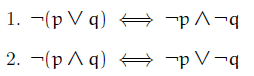 1. ¬(p ∨ q) ⟺ ¬p ∧ ¬q
2. ¬(p ∧ q) ⟺ ¬p ∨ ¬q